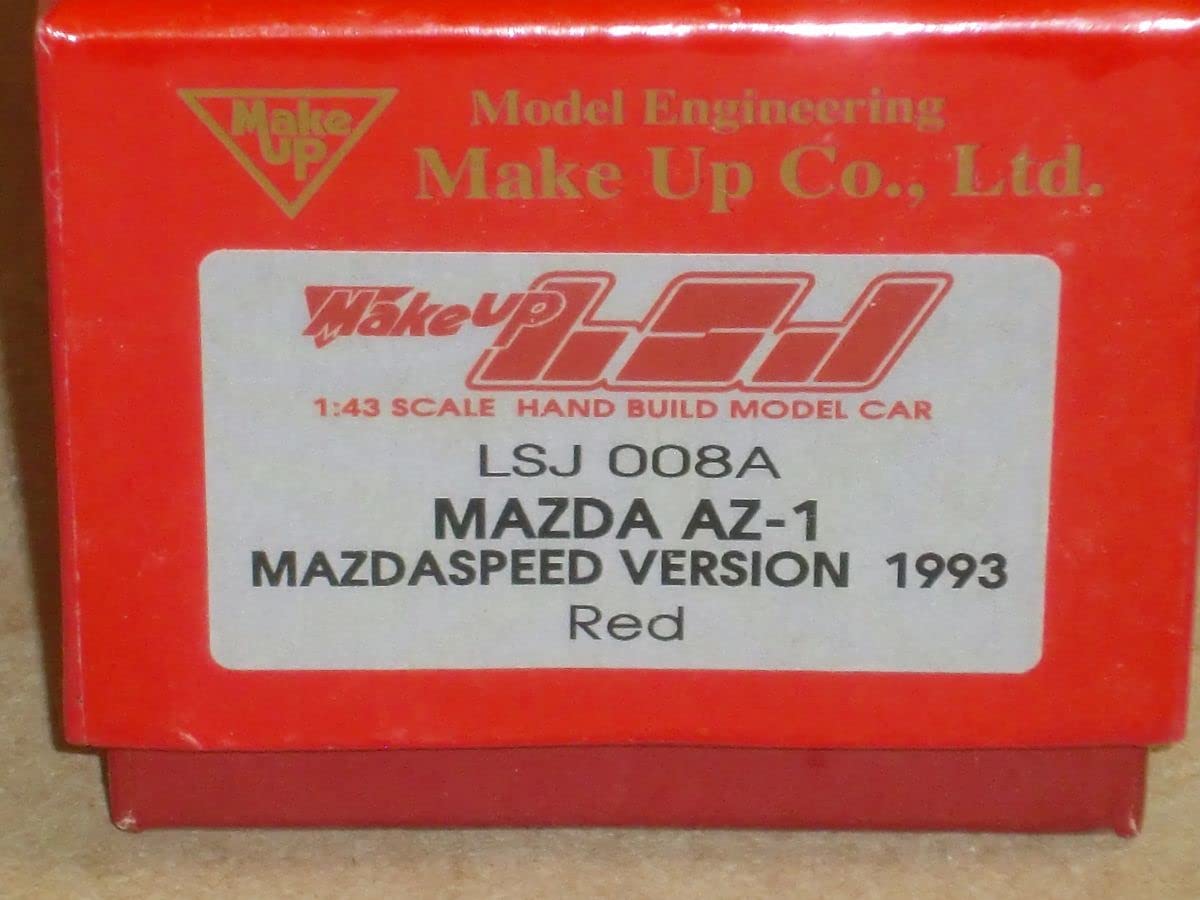 Make Up
Model Engineering
Make Up Co., Ltd.
Make Up LSJ
1:43 SCALE HAND BUILD MODEL CAR
LSJ 008A
MAZDA AZ-1
MAZDASPEED VERSION 1993
Red